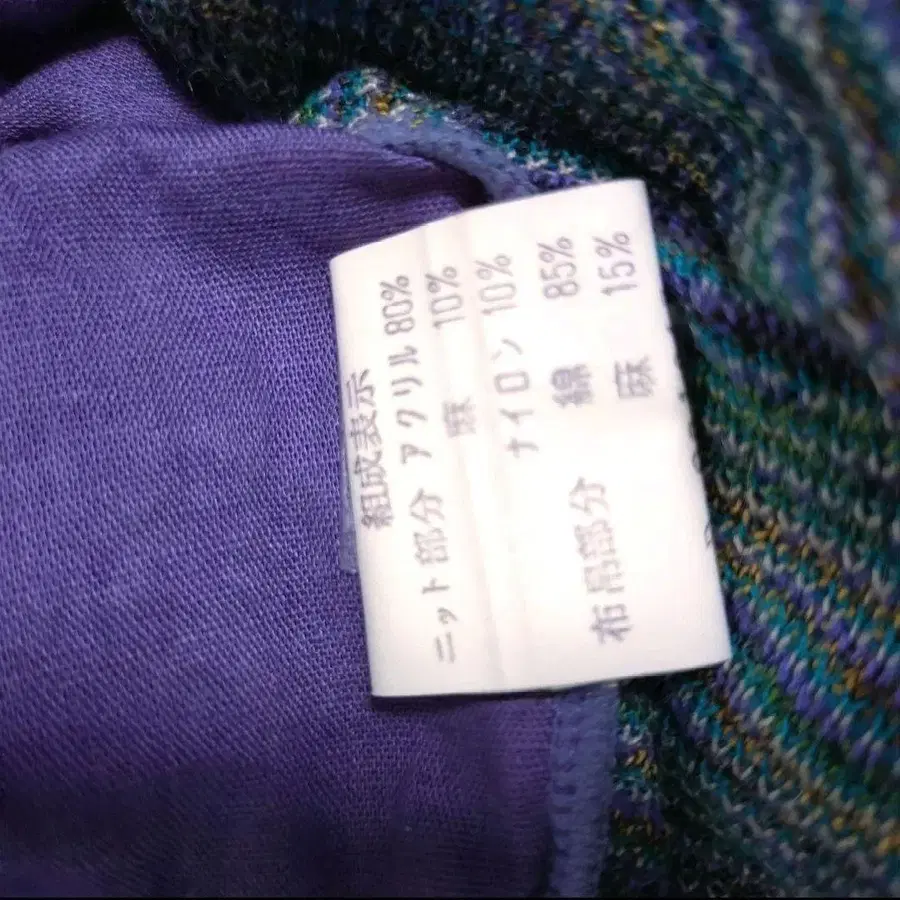 組成表示
ニット部分 アクリル 80%
麻 10%
ナイロン 10%
布帛部分 綿 85%
麻 15%